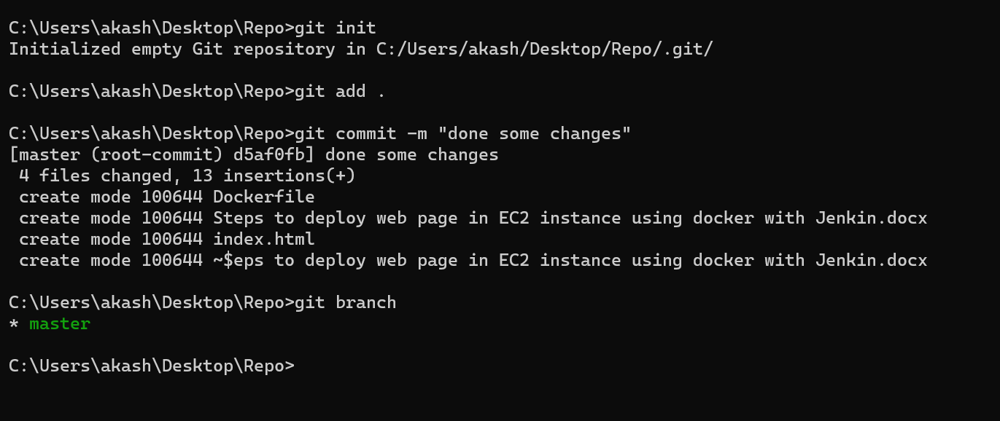 C:\Users\akash\Desktop\Repo>git init
Initialized empty Git repository in C:/Users/akash/Desktop/Repo/.git/
C:\Users\akash\Desktop\Repo>git add .
C:\Users\akash\Desktop\Repo>git commit -m "done some changes"
[master (root-commit) d5af0fb] done some changes
 4 files changed, 13 insertions(+)
 create mode 100644 Dockerfile
 create mode 100644 Steps to deploy web page in EC2 instance using docker with Jenkin.docx
 create mode 100644 index.html
 create mode 100644 ~$eps to deploy web page in EC2 instance using docker with Jenkin.docx
C:\Users\akash\Desktop\Repo>git branch
* master
C:\Users\akash\Desktop\Repo>